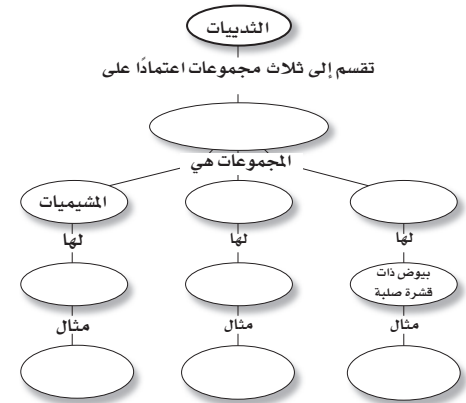 الثدييات
تقسم إلى ثلاث مجموعات اعتمادًا على
المجموعات هي
المشيميات
لها
لها
لها
بيوض ذات
قشرة صلبة
مثال
مثال
مثال